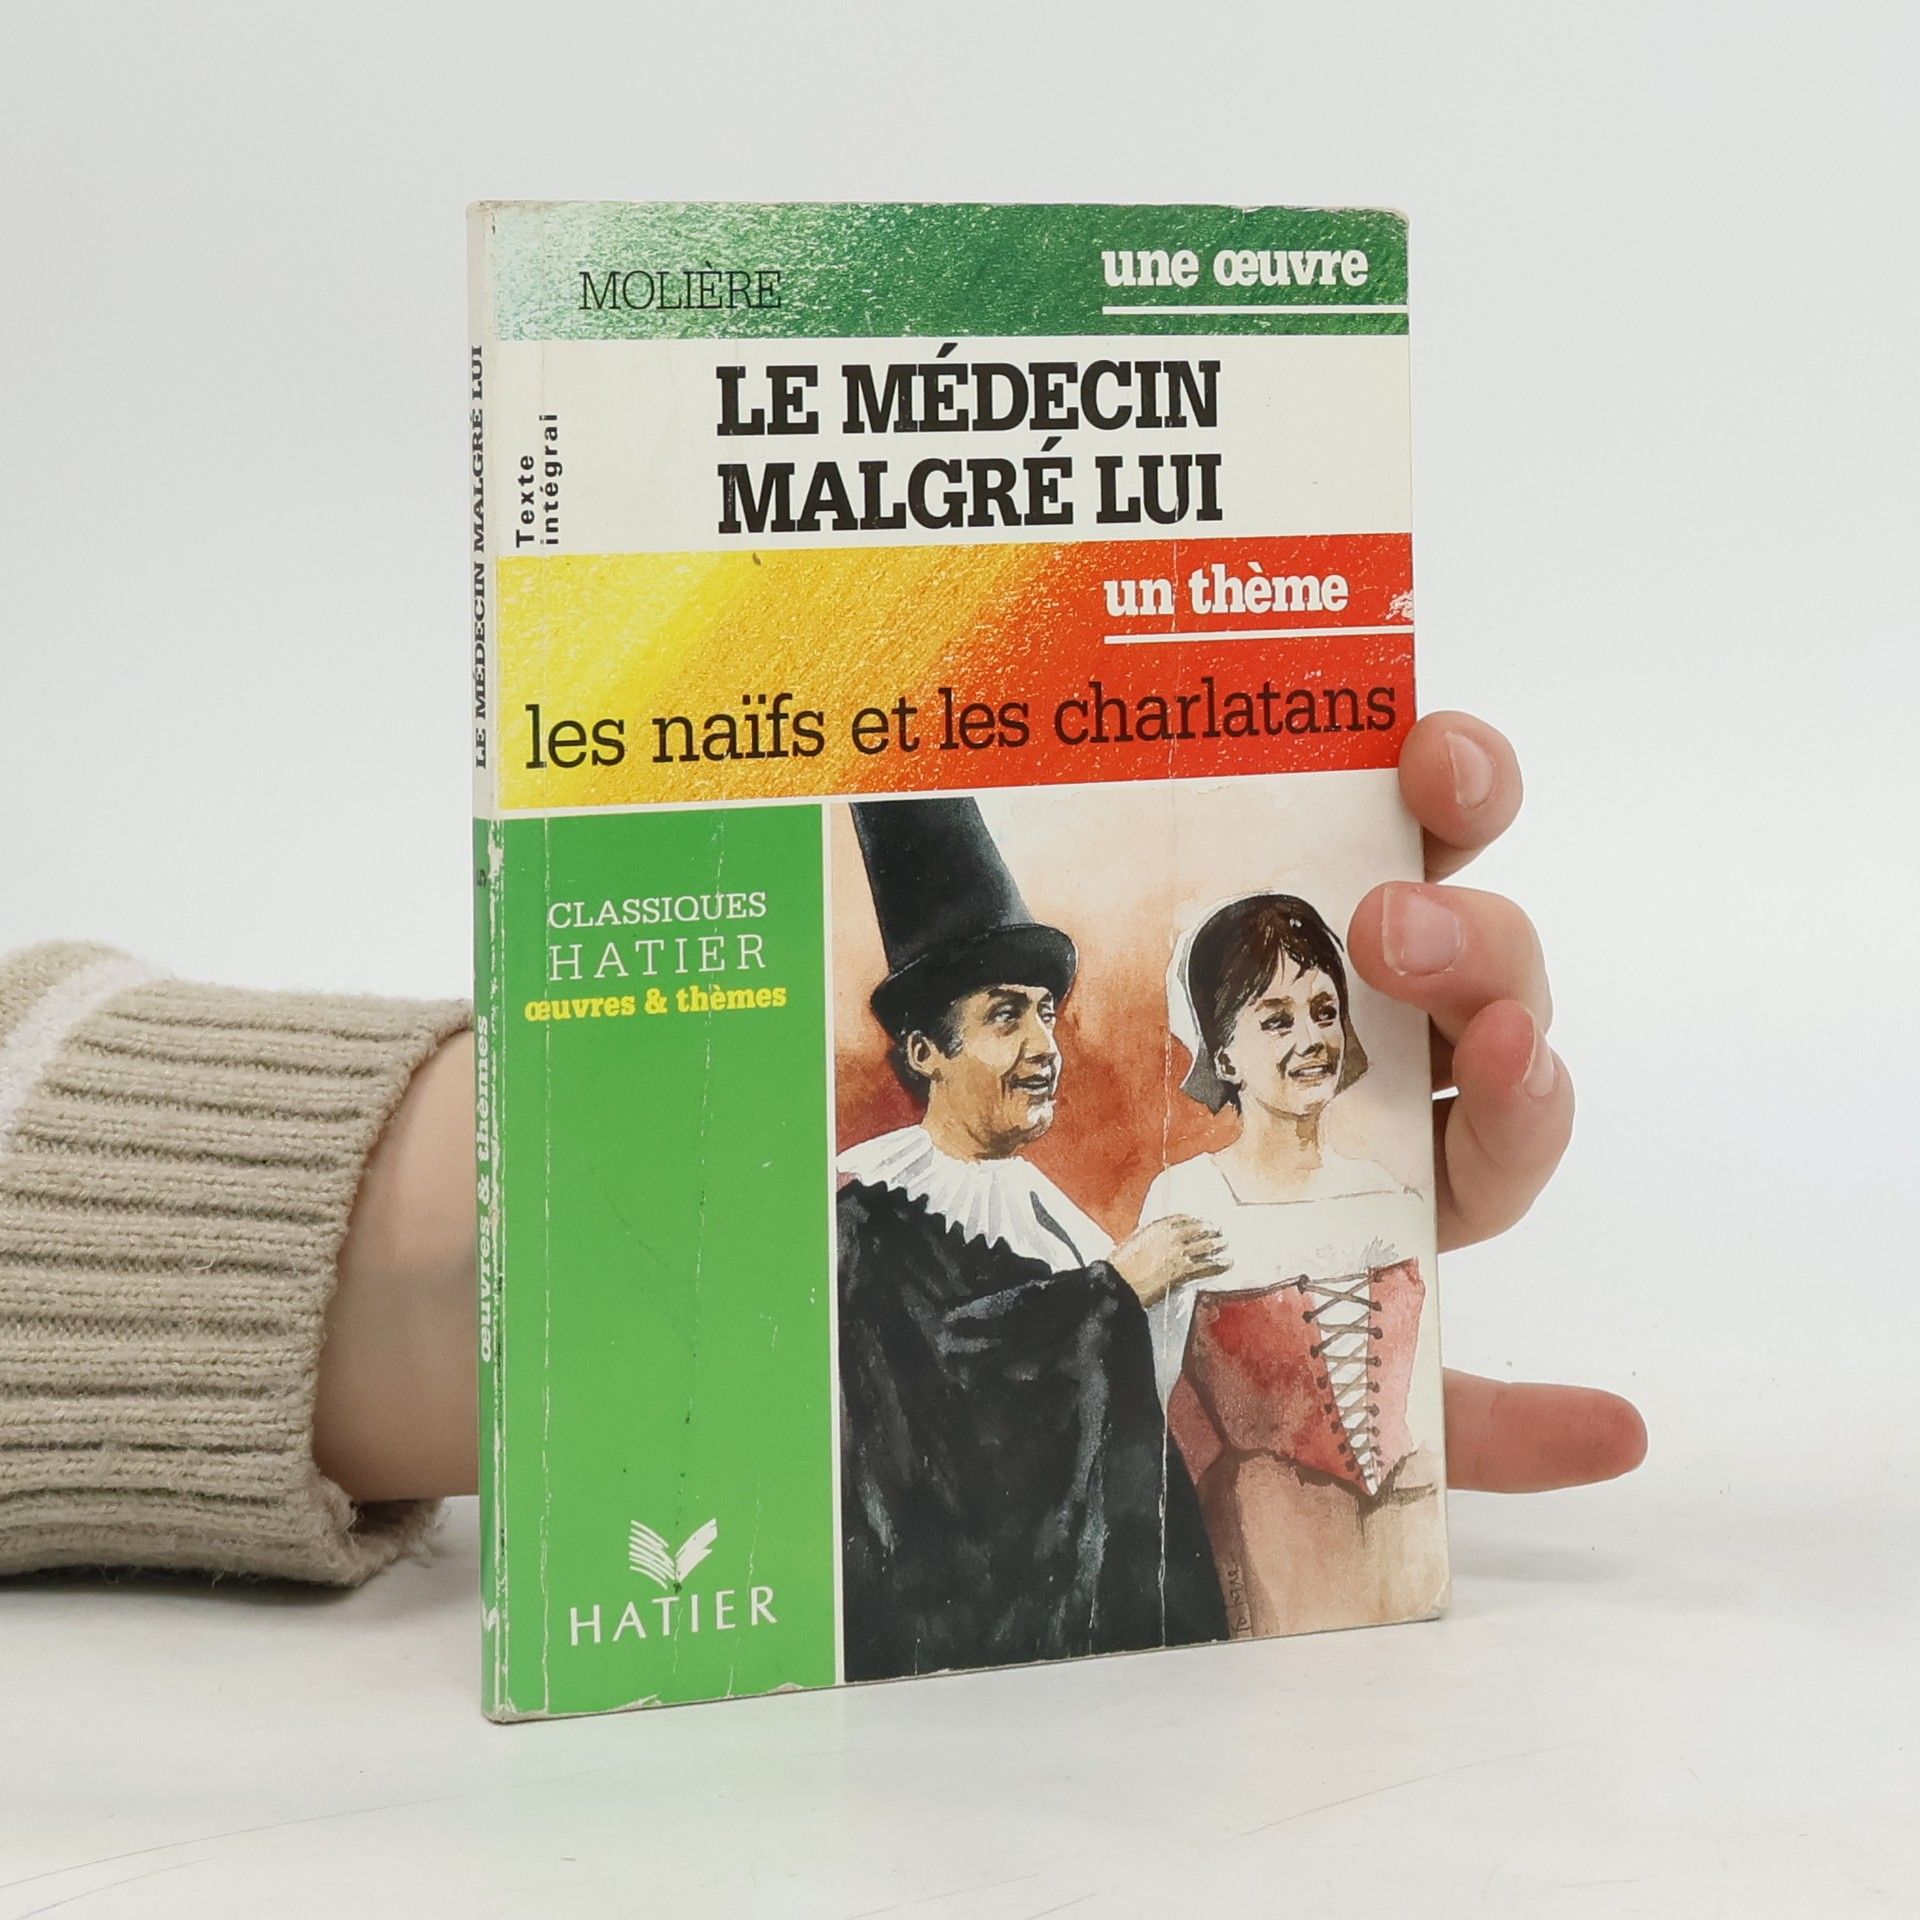 MOLIÈRE
une œuvre
LE MÉDECIN
MALGRÉ LUI
Texte
intégral
un thème
les naïfs et les charlatans
CLASSIQUES
HATIER
œuvres & thèmes
HATIER
LE MÉDECIN MALGRÉ LUI
5
œuvres & thèmes